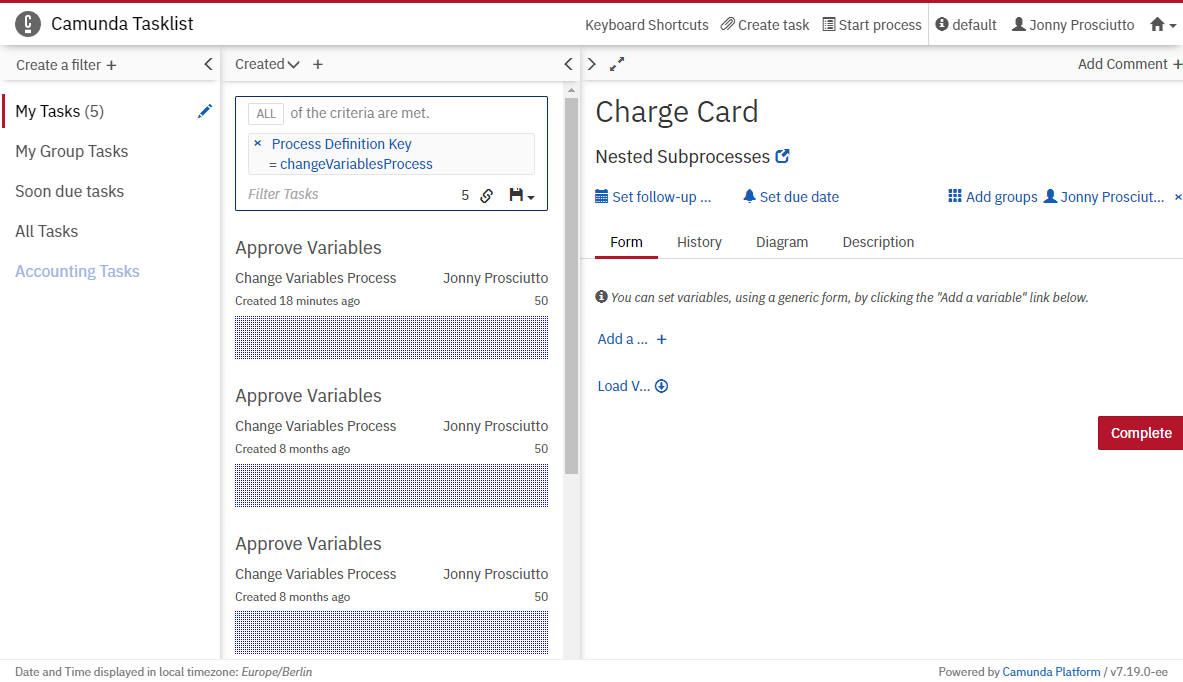 Camunda Tasklist
Keyboard Shortcuts Create task Start process default Jonny Prosciutto
Create a filter +
My Tasks (5)
My Group Tasks
Soon due tasks
All Tasks
Accounting Tasks
Created +
ALL of the criteria are met.
× Process Definition Key
= changeVariablesProcess
Filter Tasks 5
Approve Variables
Change Variables Process Jonny Prosciutto
Created 18 minutes ago 50
Approve Variables
Change Variables Process Jonny Prosciutto
Created 8 months ago 50
Approve Variables
Change Variables Process Jonny Prosciutto
Created 8 months ago 50
Add Comment +
Charge Card
Nested Subprocesses
Set follow-up ... Set due date Add groups Jonny Prosciut... ×
Form History Diagram Description
You can set variables, using a generic form, by clicking the "Add a variable" link below.
Add a ... +
Load V...
Complete
Date and Time displayed in local timezone: Europe/Berlin
Powered by Camunda Platform / v7.19.0-ee